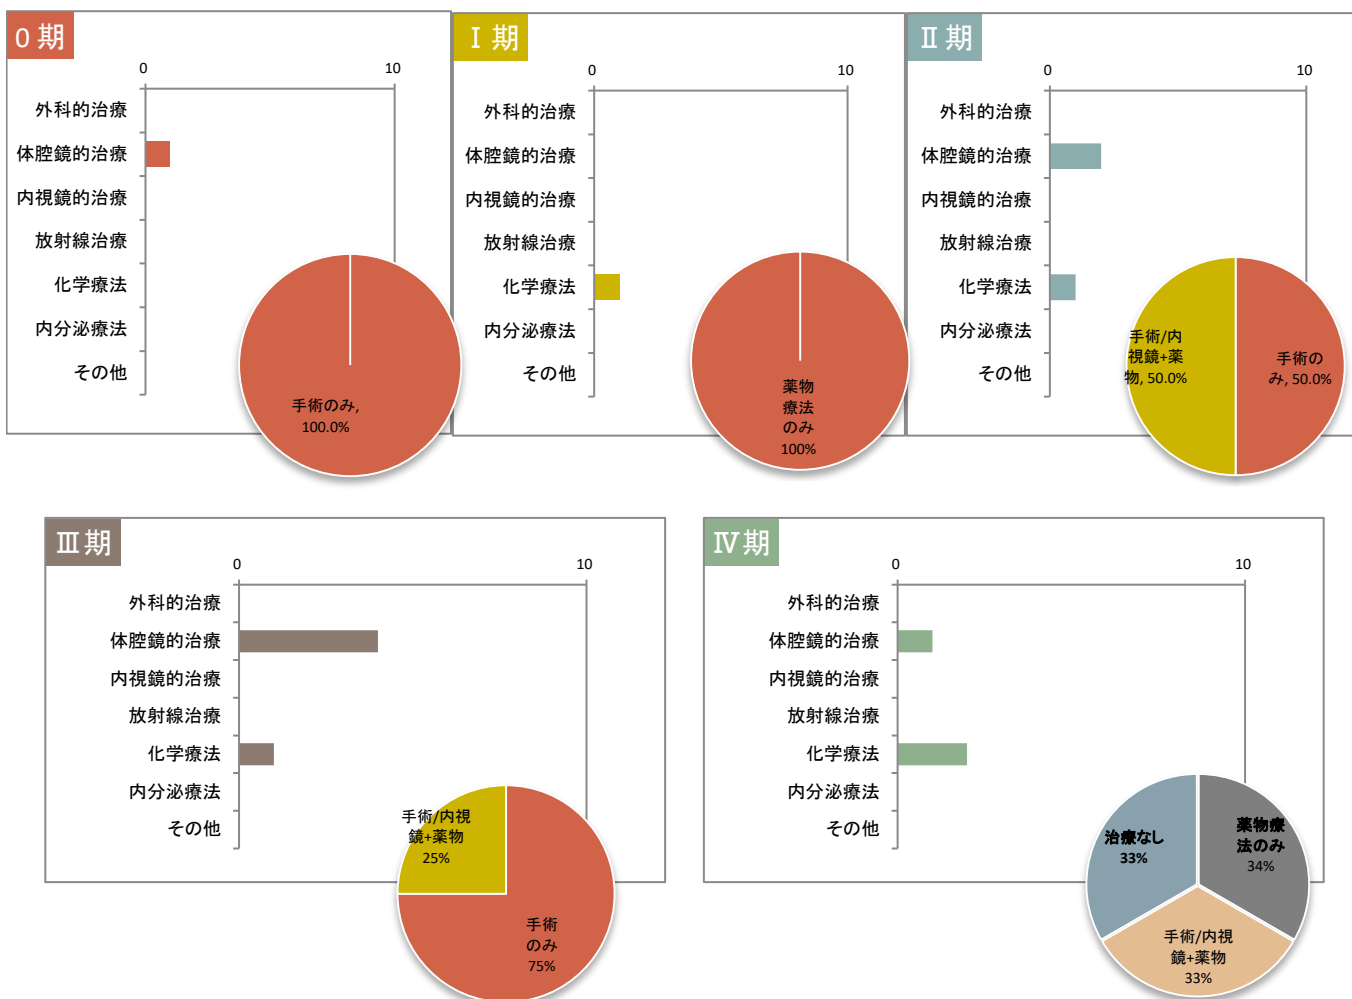 0 期
0
10
外科的治療
体腔鏡的治療
内視鏡的治療
放射線治療
化学療法
内分泌療法
その他
手術のみ,
100.0%
Ⅰ 期
0
10
外科的治療
体腔鏡的治療
内視鏡的治療
放射線治療
化学療法
内分泌療法
その他
薬物
療法
のみ
100%
Ⅱ 期
0
10
外科的治療
体腔鏡的治療
内視鏡的治療
放射線治療
化学療法
内分泌療法
その他
手術/内
視鏡+薬
物, 50.0%
手術の
み, 50.0%
Ⅲ 期
0
10
外科的治療
体腔鏡的治療
内視鏡的治療
放射線治療
化学療法
内分泌療法
その他
手術/内視
鏡+薬物
25%
手術
のみ
75%
Ⅳ 期
0
10
外科的治療
体腔鏡的治療
内視鏡的治療
放射線治療
化学療法
内分泌療法
その他
治療なし
33%
薬物療
法のみ
34%
手術/内視
鏡+薬物
33%